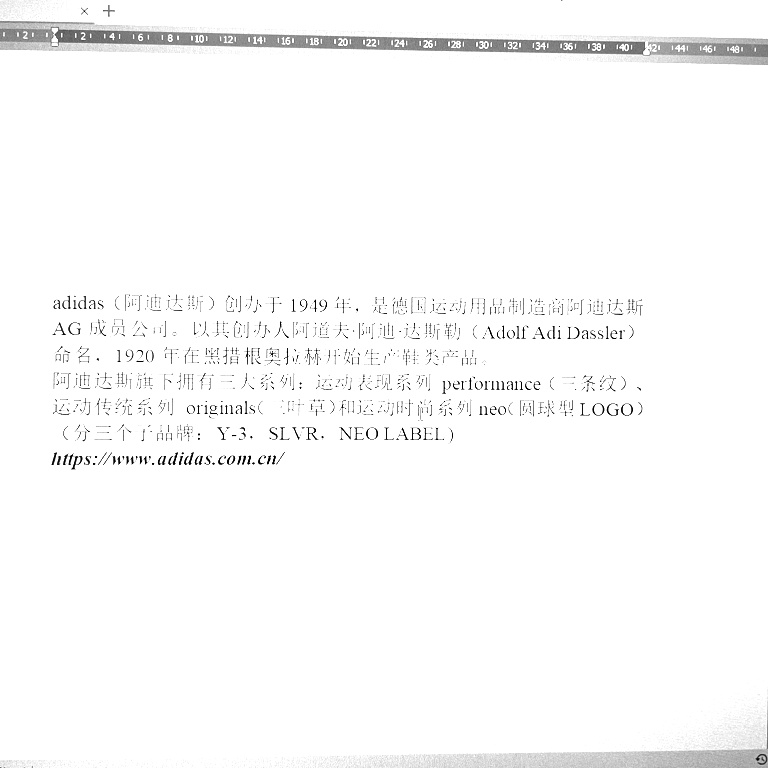 2 2 4 6 8 10 12 14 16 18 20 22 24 26 28 30 32 34 36 38 40 42 44 46 48
adidas（阿迪达斯）创办于 1949 年，是德国运动用品制造商阿迪达斯
AG 成员公司。以其创办人阿道夫·阿迪·达斯勒（Adolf Adi Dassler）
命名，1920 年在黑措根奥拉赫开始生产鞋类产品。
阿迪达斯旗下拥有三大系列：运动表现系列 performance（三条纹）、
运动传统系列 originals（三叶草）和运动时尚系列 neo（圆球型 LOGO）
（分三个子品牌：Y-3，SLVR，NEO LABEL）
https://www.adidas.com.cn/